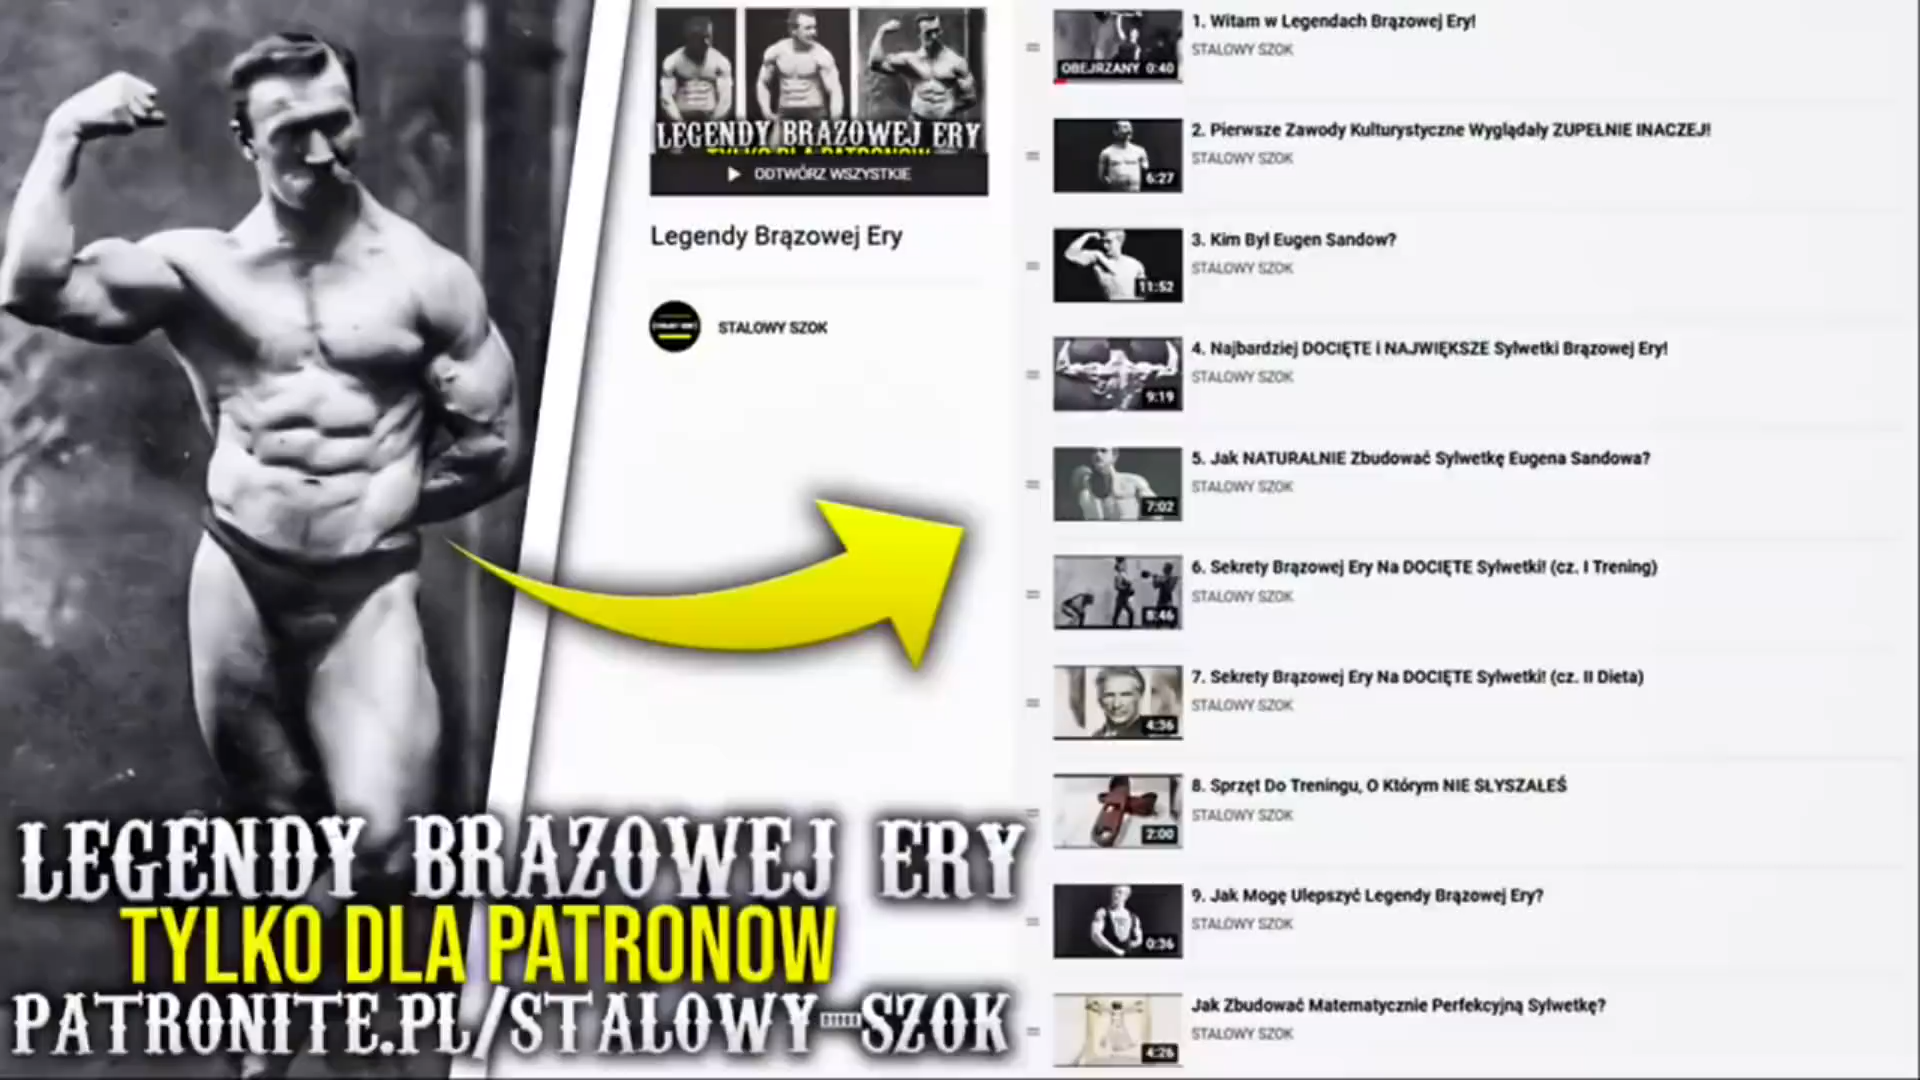 LEGENDY BRAZOWEJ ERY
TYLKO DLA PATRONOW
PATRONITE.PL/STALOWY-SZOK
LEGENDY BRAZOWEJ ERY
TYLKO DLA PATRONOW
ODTWÓRZ WSZYSTKIE
Legendy Brązowej Ery
STALOWY SZOK
1. Witam w Legendach Brązowej Ery!
STALOWY SZOK
OBEJRZANY 0:40
2. Pierwsze Zawody Kulturystyczne Wyglądały ZUPEŁNIE INACZEJ!
STALOWY SZOK
6:27
3. Kim Był Eugen Sandow?
STALOWY SZOK
11:52
4. Najbardziej DOCIĘTE i NAJWIĘKSZE Sylwetki Brązowej Ery!
STALOWY SZOK
9:19
5. Jak NATURALNIE Zbudować Sylwetkę Eugena Sandowa?
STALOWY SZOK
7:02
6. Sekrety Brązowej Ery Na DOCIĘTE Sylwetki! (cz. I Trening)
STALOWY SZOK
8:46
7. Sekrety Brązowej Ery Na DOCIĘTE Sylwetki! (cz. II Dieta)
STALOWY SZOK
4:36
8. Sprzęt Do Treningu, O Którym NIE SŁYSZAŁEŚ
STALOWY SZOK
2:00
9. Jak Mogę Ulepszyć Legendy Brązowej Ery?
STALOWY SZOK
0:36
Jak Zbudować Matematycznie Perfekcyjną Sylwetkę?
STALOWY SZOK
4:26